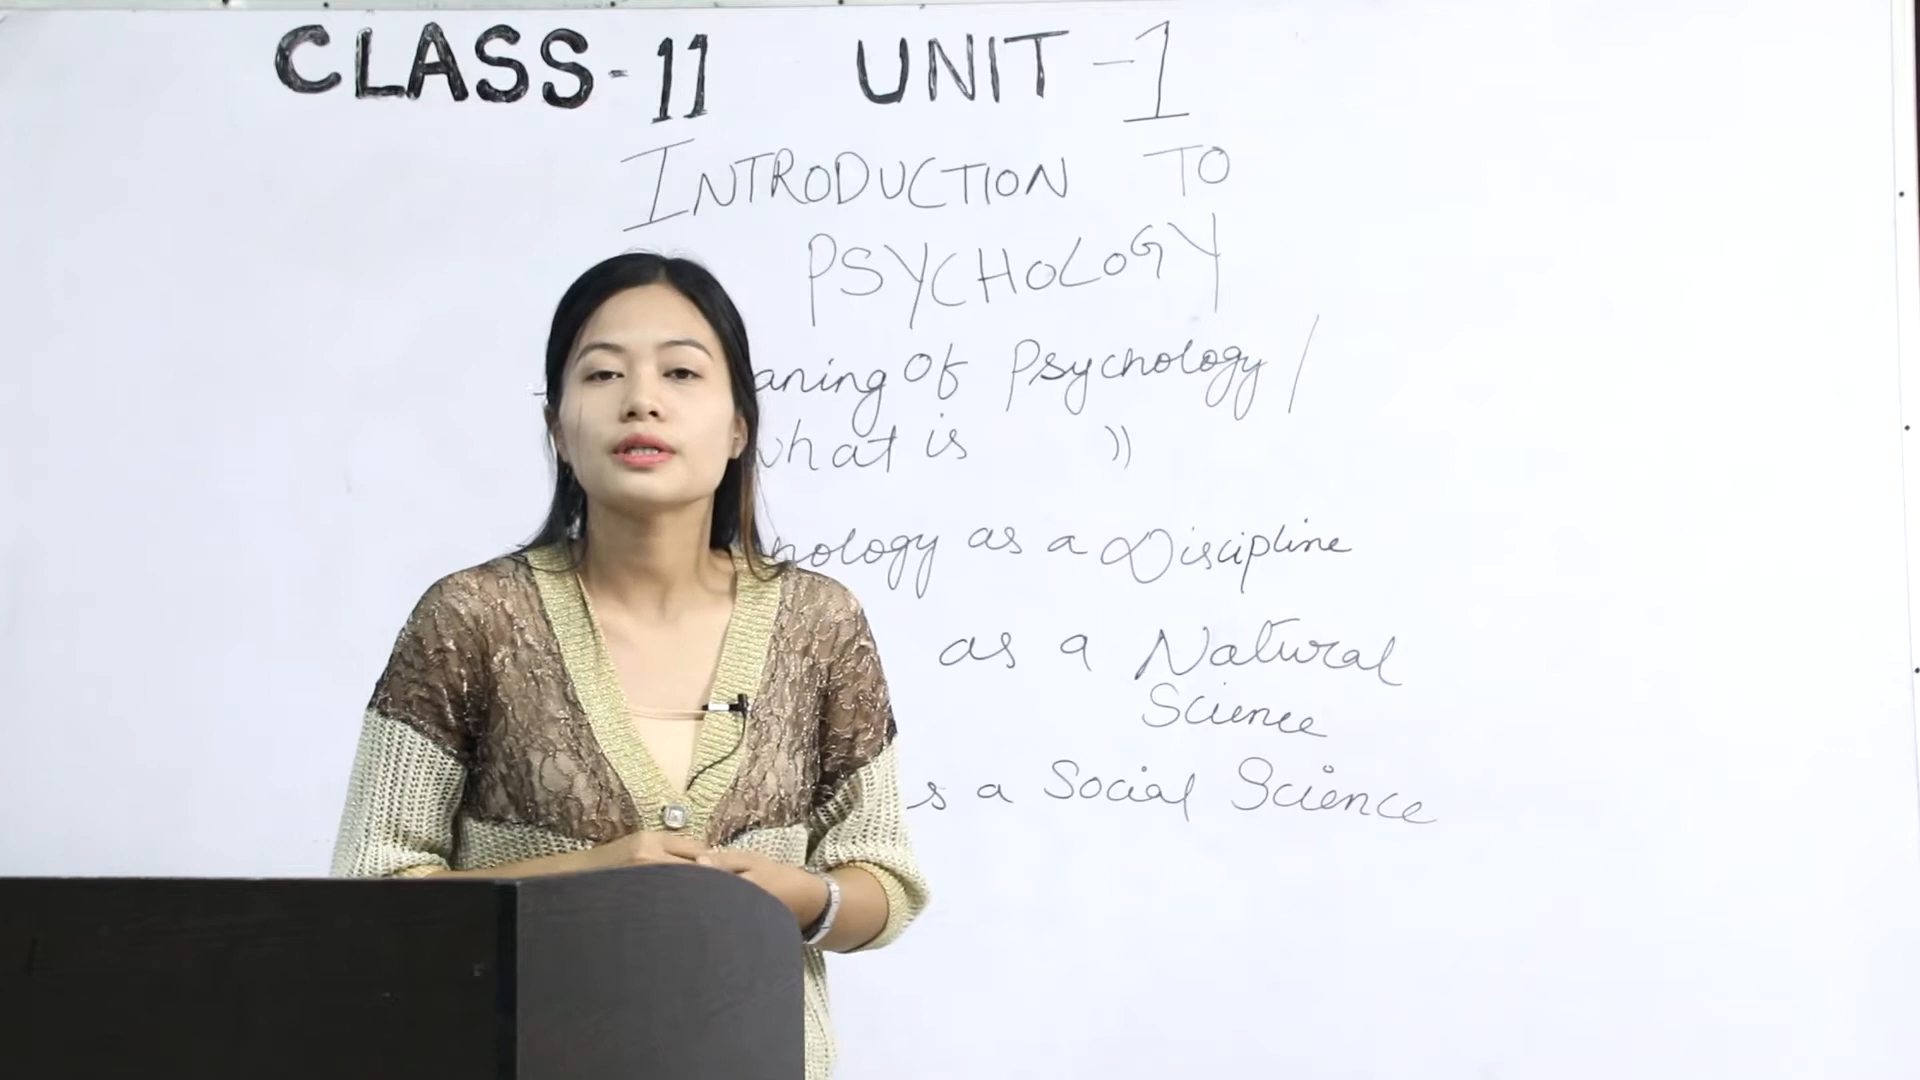 CLASS-11 UNIT-1
INTRODUCTION TO
PSYCHOLOGY
aning Of Psychology /
what is "
hology as a Discipline
as a Natural
Science
s a Social Science